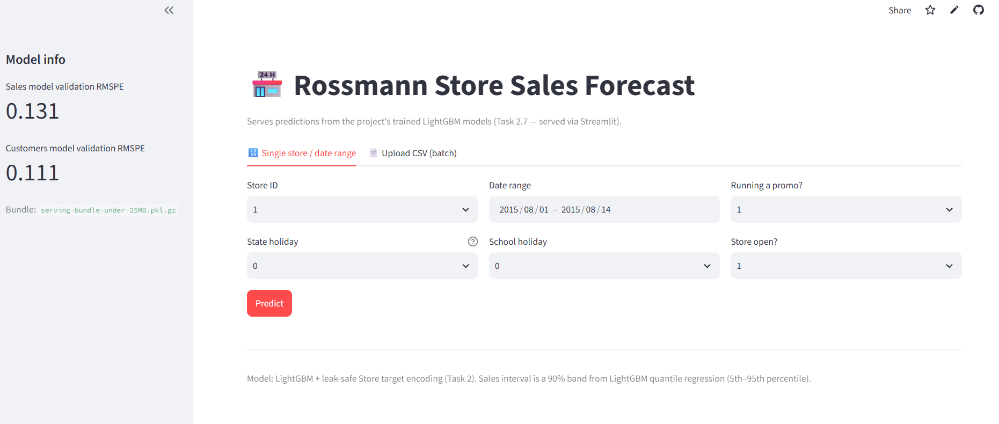 Share
Model info
Sales model validation RMSPE
0.131
Customers model validation RMSPE
0.111
Bundle: serving-bundle-under-25MB.pkl.gz
24 H
Rossmann Store Sales Forecast
Serves predictions from the project's trained LightGBM models (Task 2.7 — served via Streamlit).
1234 Single store / date range Upload CSV (batch)
Store ID Date range Running a promo?
1 2015/08/01 – 2015/08/14 1
State holiday School holiday Store open?
0 0 1
Predict
Model: LightGBM + leak-safe Store target encoding (Task 2). Sales interval is a 90% band from LightGBM quantile regression (5th–95th percentile).